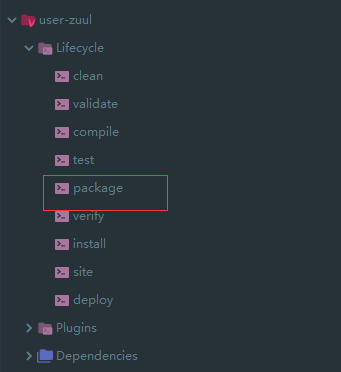 user-zuul
Lifecycle
clean
validate
compile
test
package
verify
install
site
deploy
Plugins
Dependencies